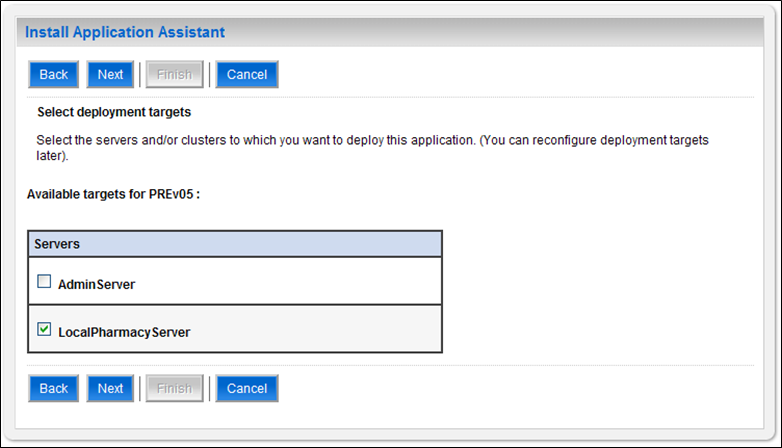 Install Application Assistant
Back Next Finish Cancel
Select deployment targets
Select the servers and/or clusters to which you want to deploy this application. (You can reconfigure deployment targets
later).
Available targets for PREv05 :
Servers
AdminServer
LocalPharmacyServer
Back Next Finish Cancel